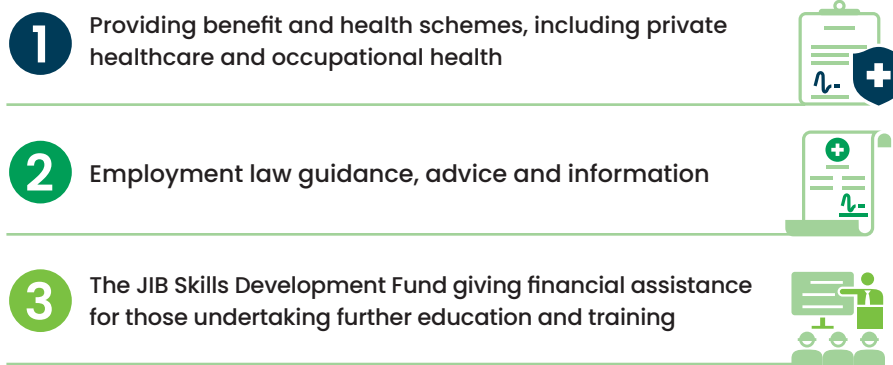 1
Providing benefit and health schemes, including private
healthcare and occupational health
2
Employment law guidance, advice and information
3
The JIB Skills Development Fund giving financial assistance
for those undertaking further education and training